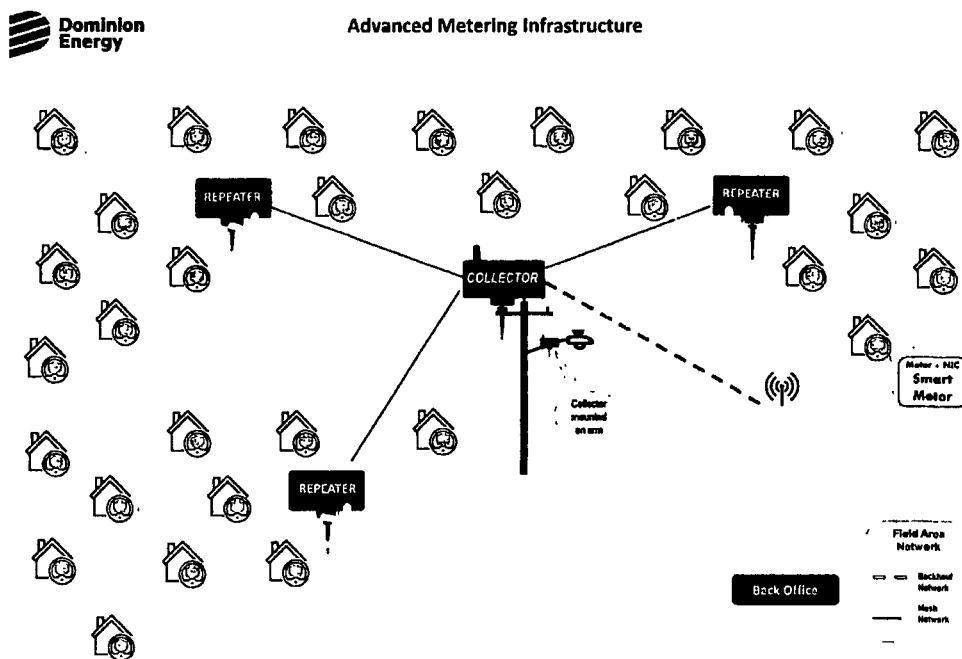 Dominion
Energy
Advanced Metering Infrastructure
REPEATER
REPEATER
COLLECTOR
Meter + NIC
Smart
Meter
Collector
mounted
on arm
REPEATER
Field Area
Network
Back Office
Backhaul
Network
Mesh
Network